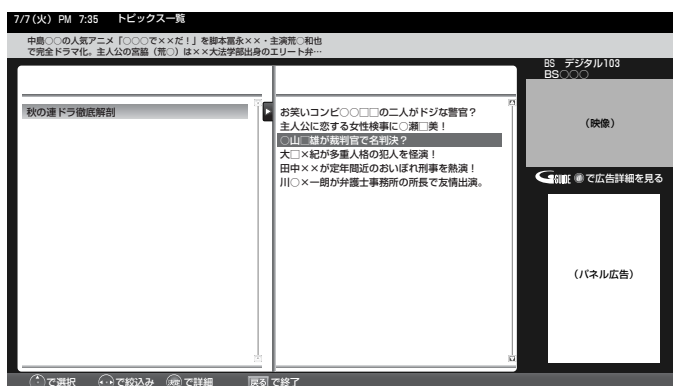 7/7(火) PM 7:35 トピックス一覧
中島○○の人気アニメ「○○○で××だ!」を脚本富永××・主演荒○和也
で完全ドラマ化。主人公の宮脇(荒○)は××大法学部出身のエリート弁…
BS デジタル103
BS○○○
秋の連ドラ徹底解剖
お笑いコンビ○○□□の二人がドジな警官?
主人公に恋する女性検事に○瀬□美!
○山□雄が裁判官で名判決?
大□×紀が多重人格の犯人を怪演!
田中××が定年間近のおいぼれ刑事を熱演!
川○×一朗が弁護士事務所の所長で友情出演。
(映像)
G GUIDE で広告詳細を見る
(パネル広告)
で選択 で絞込み 決定で詳細 戻るで終了